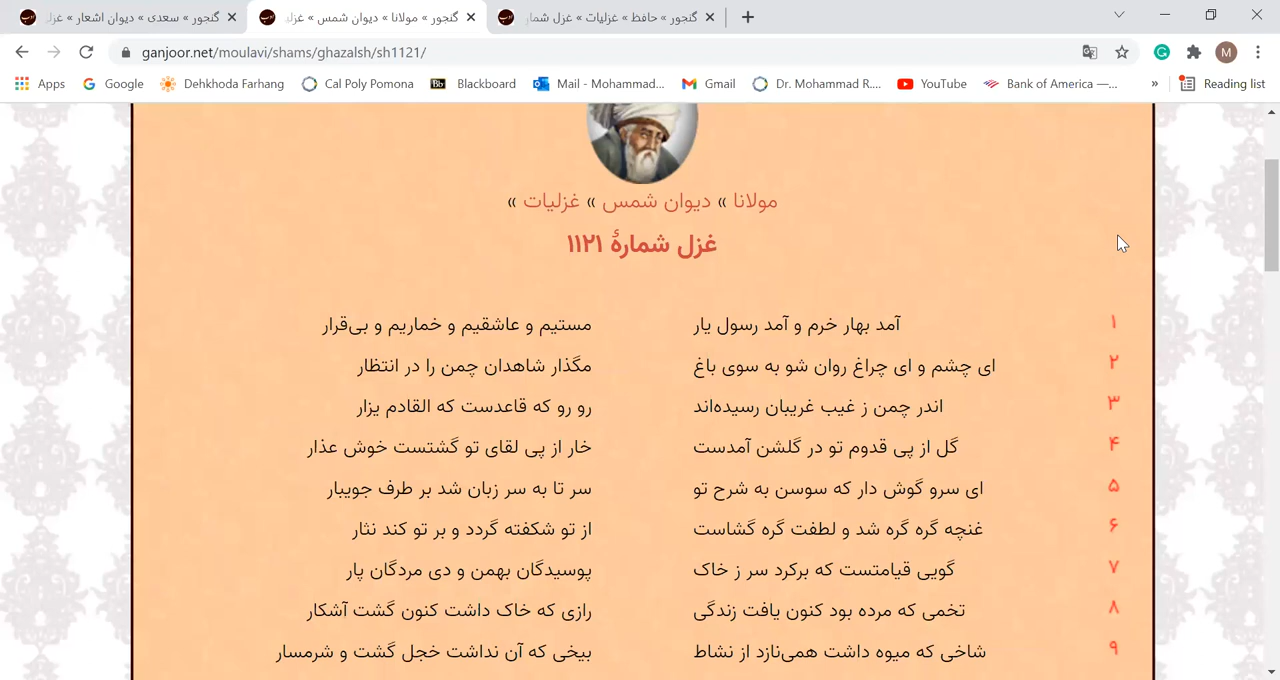 گنجور » سعدی » دیوان اشعار » غزل
گنجور » مولانا » دیوان شمس » غزلیـ
گنجور » حافظ » غزلیات » غزل شمار
ganjoor.net/moulavi/shams/ghazalsh/sh1121/
M
Apps
Google
Dehkhoda Farhang
Cal Poly Pomona
Bb
Blackboard
Mail - Mohammad...
Gmail
Dr. Mohammad R....
YouTube
Bank of America —...
»
Reading list
مولانا » دیوان شمس » غزلیات »
غزل شمارهٔ ۱۱۲۱
۱ آمد بهار خرم و آمد رسول یار مستیم و عاشقیم و خماریم و بی‌قرار
۲ ای چشم و ای چراغ روان شو به سوی باغ مگذار شاهدان چمن را در انتظار
۳ اندر چمن ز غیب غریبان رسیده‌اند رو رو که قاعدست که القادم یزار
۴ گل از پی قدوم تو در گلشن آمدست خار از پی لقای تو گشتست خوش عذار
۵ ای سرو گوش دار که سوسن به شرح تو سر تا به سر زبان شد بر طرف جویبار
۶ غنچه گره گره شد و لطفت گره گشاست از تو شکفته گردد و بر تو کند نثار
۷ گویی قیامتست که برکرد سر ز خاک پوسیدگان بهمن و دی مردگان پار
۸ تخمی که مرده بود کنون یافت زندگی رازی که خاک داشت کنون گشت آشکار
۹ شاخی که میوه داشت همی‌نازد از نشاط بیخی که آن نداشت خجل گشت و شرمسار